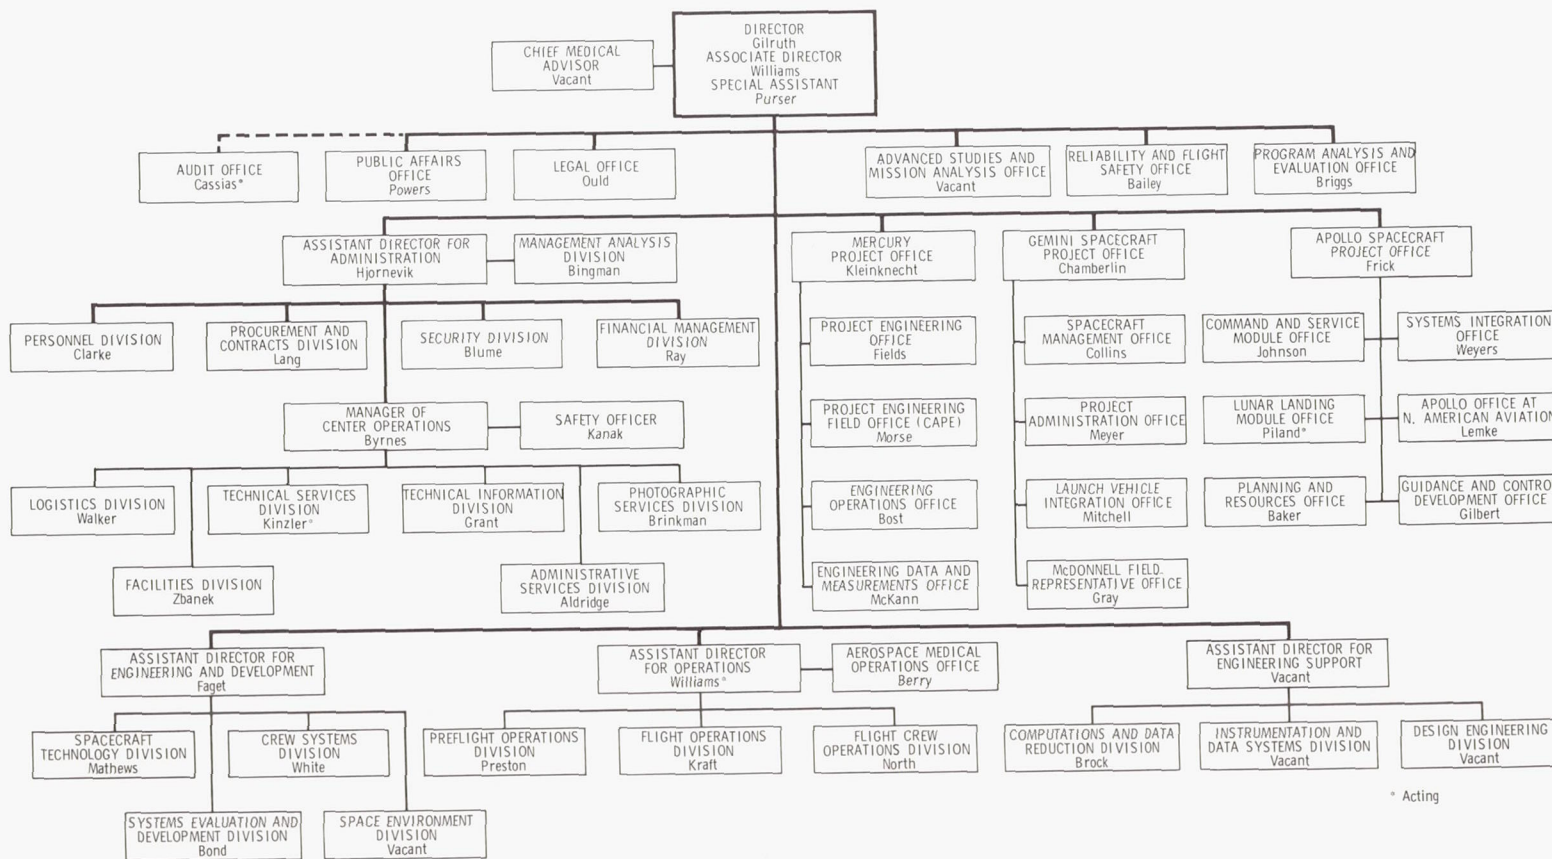 DIRECTOR
Gilruth
ASSOCIATE DIRECTOR
Williams
SPECIAL ASSISTANT
Purser
CHIEF MEDICAL
ADVISOR
Vacant
AUDIT OFFICE
Cassias*
PUBLIC AFFAIRS
OFFICE
Powers
LEGAL OFFICE
Ould
ADVANCED STUDIES AND
MISSION ANALYSIS OFFICE
Vacant
RELIABILITY AND FLIGHT
SAFETY OFFICE
Bailey
PROGRAM ANALYSIS AND
EVALUATION OFFICE
Briggs
ASSISTANT DIRECTOR FOR
ADMINISTRATION
Hjornevik
MANAGEMENT ANALYSIS
DIVISION
Bingman
MERCURY
PROJECT OFFICE
Kleinknecht
GEMINI SPACECRAFT
PROJECT OFFICE
Chamberlin
APOLLO SPACECRAFT
PROJECT OFFICE
Frick
PERSONNEL DIVISION
Clarke
PROCUREMENT AND
CONTRACTS DIVISION
Lang
SECURITY DIVISION
Blume
FINANCIAL MANAGEMENT
DIVISION
Ray
PROJECT ENGINEERING
OFFICE
Fields
SPACECRAFT
MANAGEMENT OFFICE
Collins
COMMAND AND SERVICE
MODULE OFFICE
Johnson
SYSTEMS INTEGRATION
OFFICE
Weyers
MANAGER OF
CENTER OPERATIONS
Byrnes
SAFETY OFFICER
Kanak
PROJECT ENGINEERING
FIELD OFFICE (CAPE)
Morse
PROJECT
ADMINISTRATION OFFICE
Meyer
LUNAR LANDING
MODULE OFFICE
Piland*
APOLLO OFFICE AT
N. AMERICAN AVIATION
Lemke
LOGISTICS DIVISION
Walker
TECHNICAL SERVICES
DIVISION
Kinzler*
TECHNICAL INFORMATION
DIVISION
Grant
PHOTOGRAPHIC
SERVICES DIVISION
Brinkman
ENGINEERING
OPERATIONS OFFICE
Bost
LAUNCH VEHICLE
INTEGRATION OFFICE
Mitchell
PLANNING AND
RESOURCES OFFICE
Baker
GUIDANCE AND CONTROL
DEVELOPMENT OFFICE
Gilbert
FACILITIES DIVISION
Zbanek
ADMINISTRATIVE
SERVICES DIVISION
Aldridge
ENGINEERING DATA AND
MEASUREMENTS OFFICE
McKann
McDONNELL FIELD
REPRESENTATIVE OFFICE
Gray
ASSISTANT DIRECTOR FOR
ENGINEERING AND DEVELOPMENT
Faget
ASSISTANT DIRECTOR
FOR OPERATIONS
Williams*
AEROSPACE MEDICAL
OPERATIONS OFFICE
Berry
ASSISTANT DIRECTOR FOR
ENGINEERING SUPPORT
Vacant
SPACECRAFT
TECHNOLOGY DIVISION
Mathews
CREW SYSTEMS
DIVISION
White
PREFLIGHT OPERATIONS
DIVISION
Preston
FLIGHT OPERATIONS
DIVISION
Kraft
FLIGHT CREW
OPERATIONS DIVISION
North
COMPUTATIONS AND DATA
REDUCTION DIVISION
Brock
INSTRUMENTATION AND
DATA SYSTEMS DIVISION
Vacant
DESIGN ENGINEERING
DIVISION
Vacant
SYSTEMS EVALUATION AND
DEVELOPMENT DIVISION
Bond
SPACE ENVIRONMENT
DIVISION
Vacant
* Acting